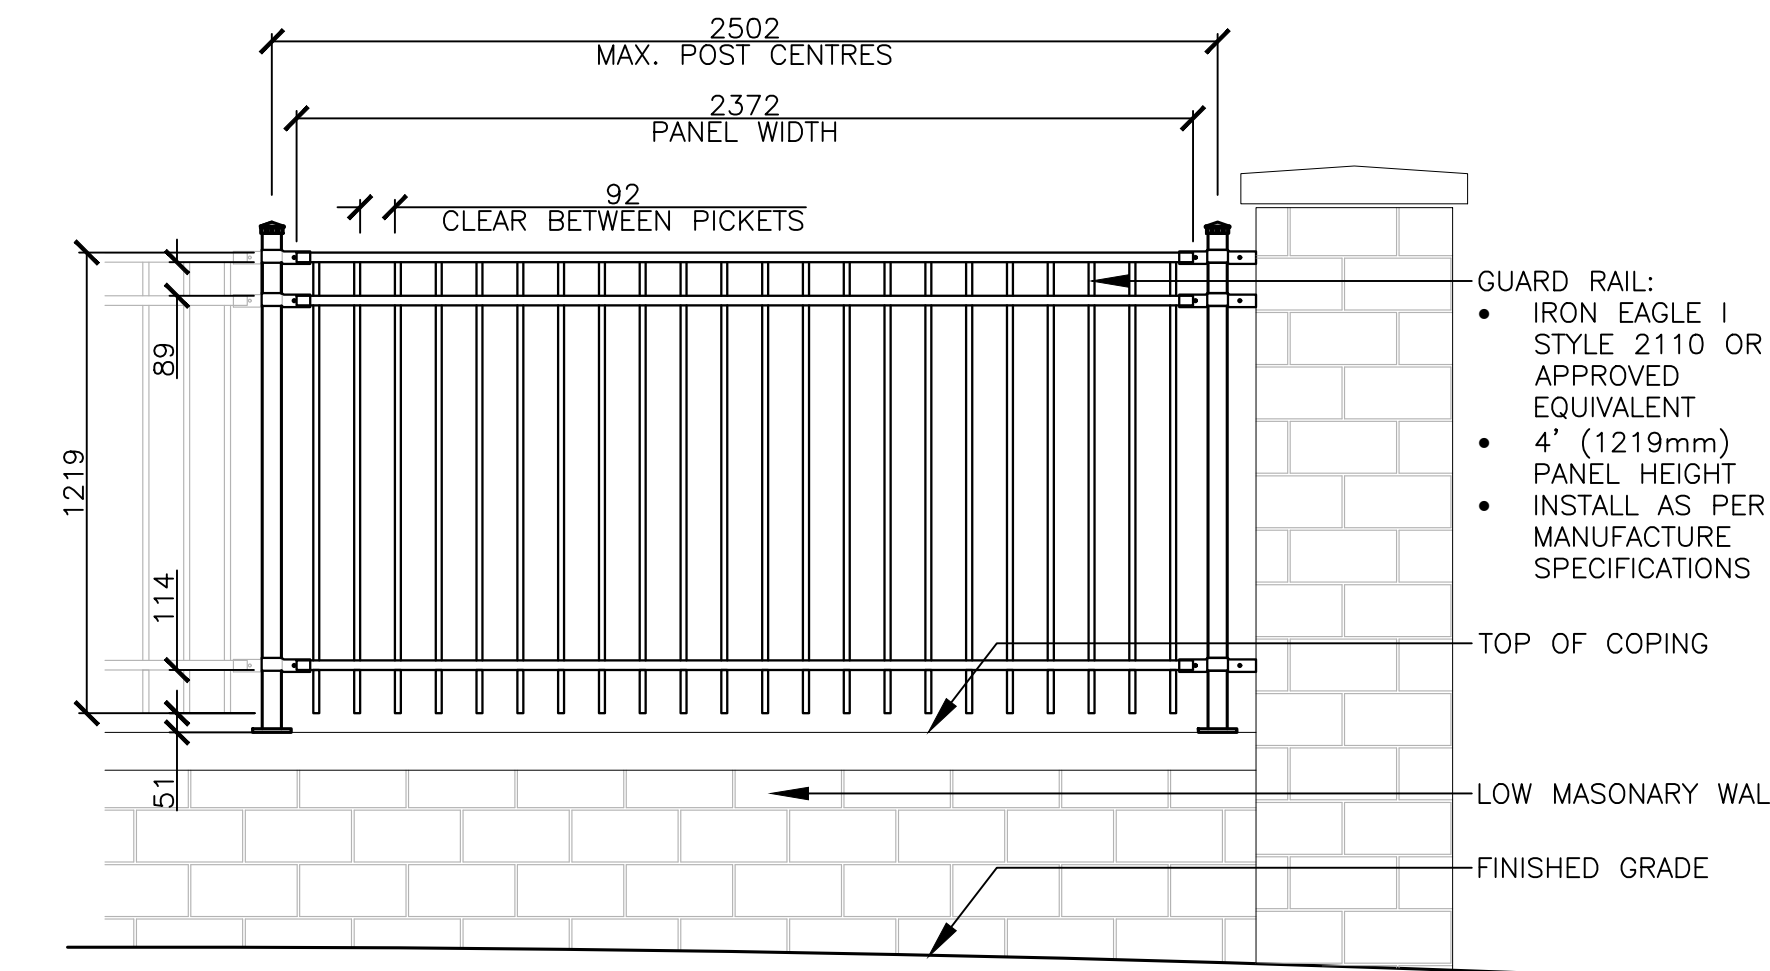 2502
MAX. POST CENTRES
2372
PANEL WIDTH
92
CLEAR BETWEEN PICKETS
89
1219
114
51
GUARD RAIL:
• IRON EAGLE I
STYLE 2110 OR
APPROVED
EQUIVALENT
• 4' (1219mm)
PANEL HEIGHT
• INSTALL AS PER
MANUFACTURE
SPECIFICATIONS
TOP OF COPING
LOW MASONARY WAL
FINISHED GRADE